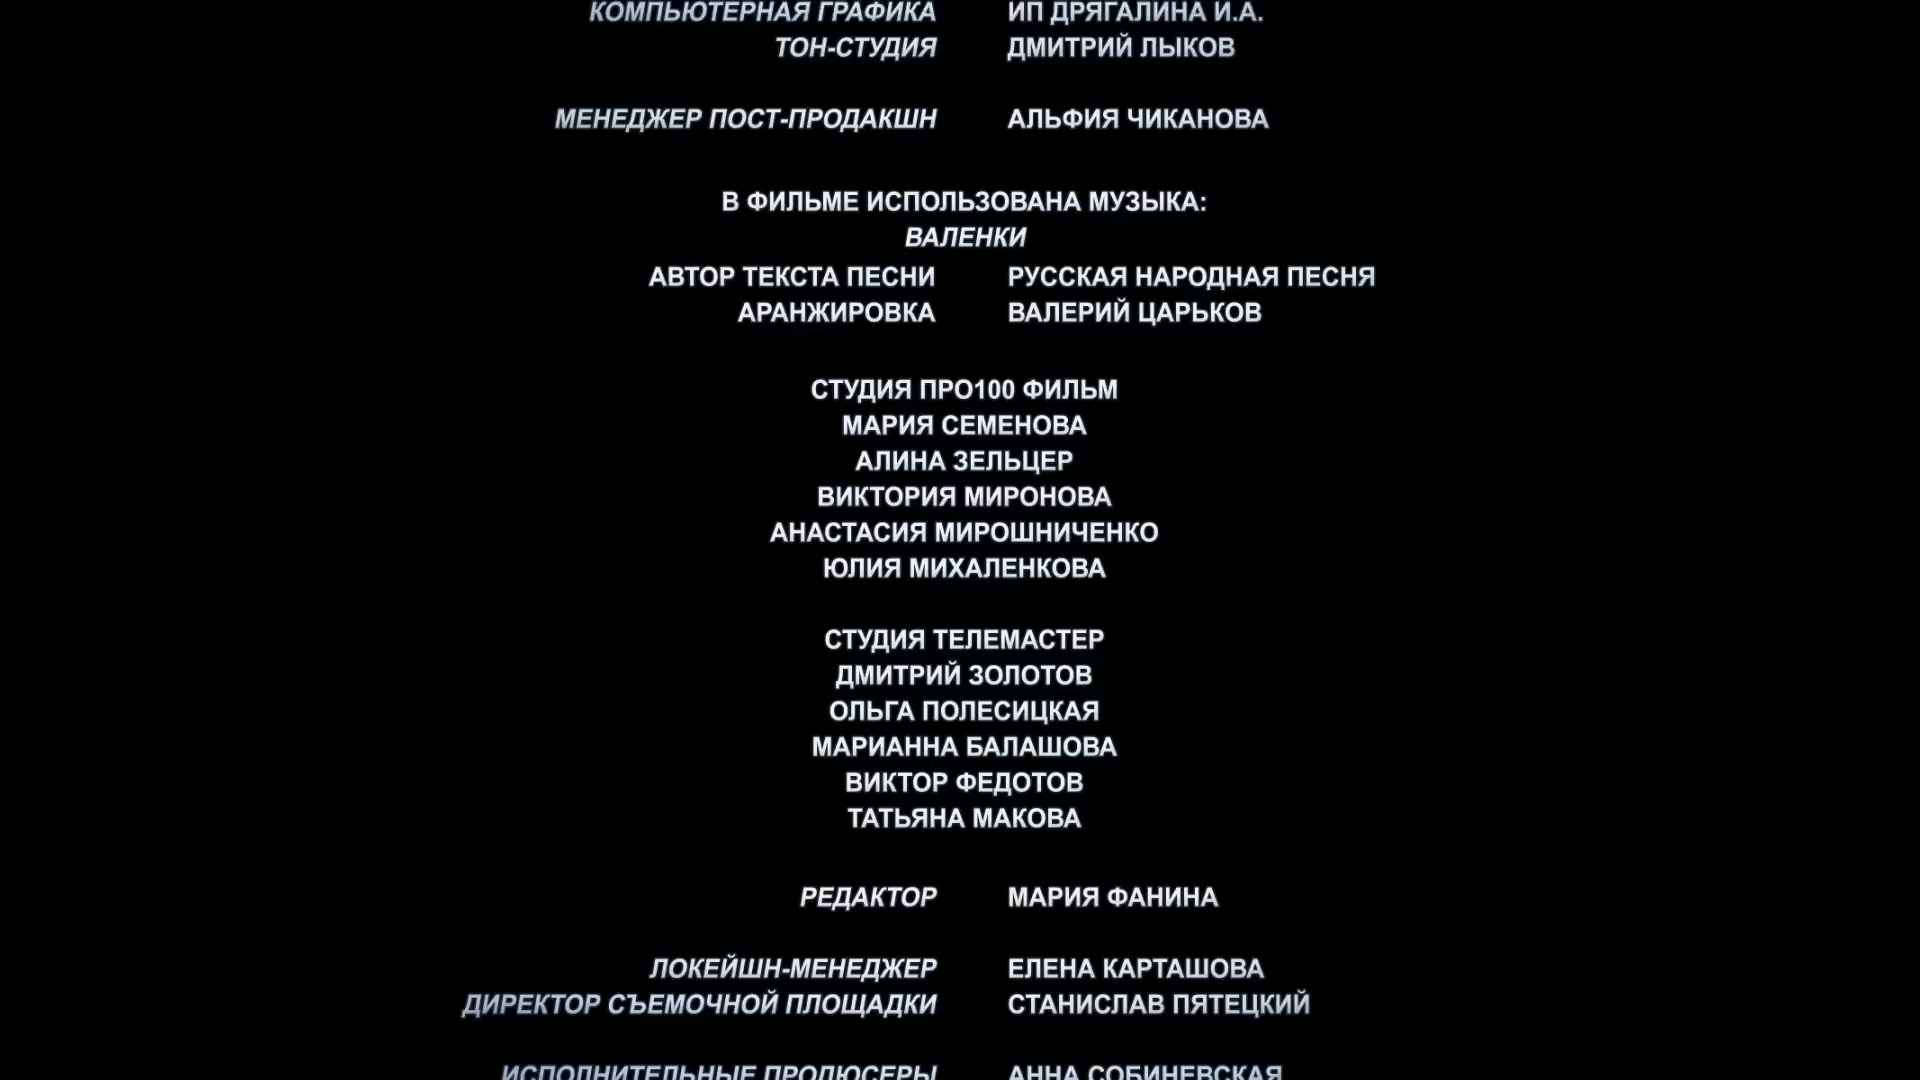 КОМПЬЮТЕРНАЯ ГРАФИКА ИП ДРЯГАЛИНА И.А.
ТОН-СТУДИЯ ДМИТРИЙ ЛЫКОВ
МЕНЕДЖЕР ПОСТ-ПРОДАКШН АЛЬФИЯ ЧИКАНОВА
В ФИЛЬМЕ ИСПОЛЬЗОВАНА МУЗЫКА:
ВАЛЕНКИ
АВТОР ТЕКСТА ПЕСНИ РУССКАЯ НАРОДНАЯ ПЕСНЯ
АРАНЖИРОВКА ВАЛЕРИЙ ЦАРЬКОВ
СТУДИЯ ПРО100 ФИЛЬМ
МАРИЯ СЕМЕНОВА
АЛИНА ЗЕЛЬЦЕР
ВИКТОРИЯ МИРОНОВА
АНАСТАСИЯ МИРОШНИЧЕНКО
ЮЛИЯ МИХАЛЕНКОВА
СТУДИЯ ТЕЛЕМАСТЕР
ДМИТРИЙ ЗОЛОТОВ
ОЛЬГА ПОЛЕСИЦКАЯ
МАРИАННА БАЛАШОВА
ВИКТОР ФЕДОТОВ
ТАТЬЯНА МАКОВА
РЕДАКТОР МАРИЯ ФАНИНА
ЛОКЕЙШН-МЕНЕДЖЕР ЕЛЕНА КАРТАШОВА
ДИРЕКТОР СЪЕМОЧНОЙ ПЛОЩАДКИ СТАНИСЛАВ ПЯТЕЦКИЙ
ИСПОЛНИТЕЛЬНЫЕ ПРОДЮСЕРЫ АННА СОБИНЕВСКАЯ